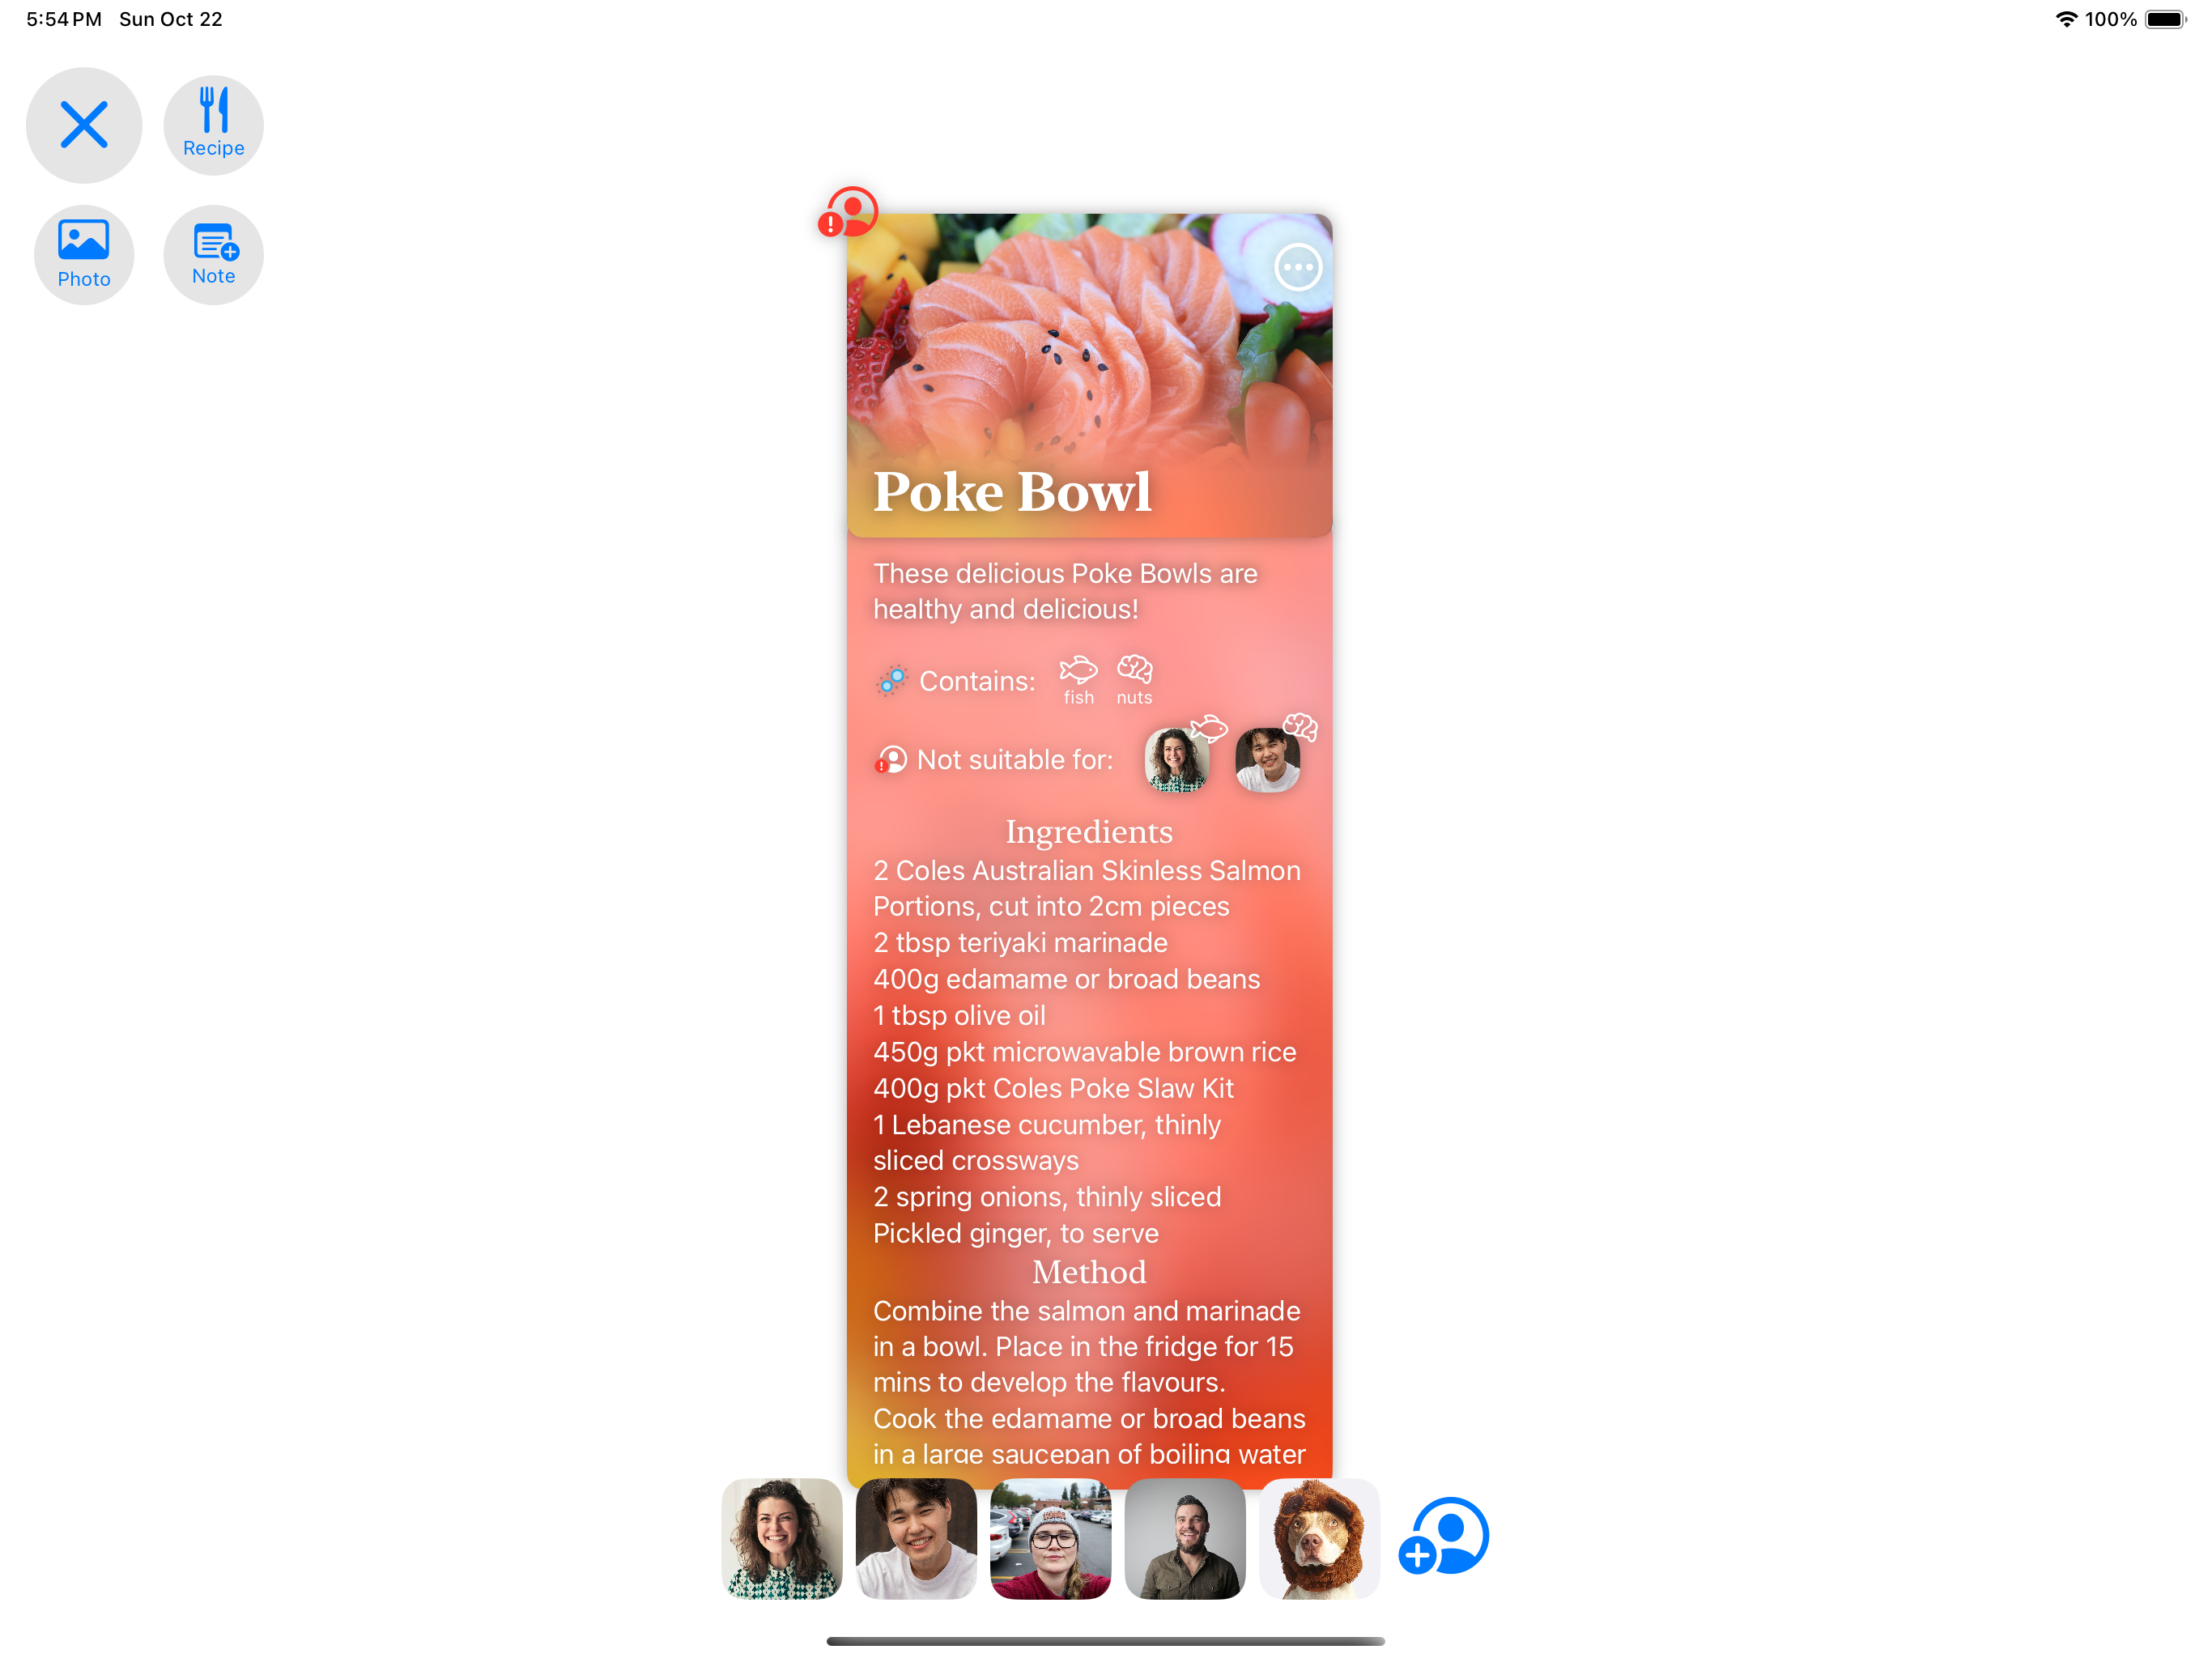 5:54 PM Sun Oct 22
100%
Recipe
Photo
Note
Poke Bowl
These delicious Poke Bowls are
healthy and delicious!
Contains:
fish
nuts
Not suitable for:
Ingredients
2 Coles Australian Skinless Salmon
Portions, cut into 2cm pieces
2 tbsp teriyaki marinade
400g edamame or broad beans
1 tbsp olive oil
450g pkt microwavable brown rice
400g pkt Coles Poke Slaw Kit
1 Lebanese cucumber, thinly
sliced crossways
2 spring onions, thinly sliced
Pickled ginger, to serve
Method
Combine the salmon and marinade
in a bowl. Place in the fridge for 15
mins to develop the flavours.
Cook the edamame or broad beans
in a large saucepan of boiling water